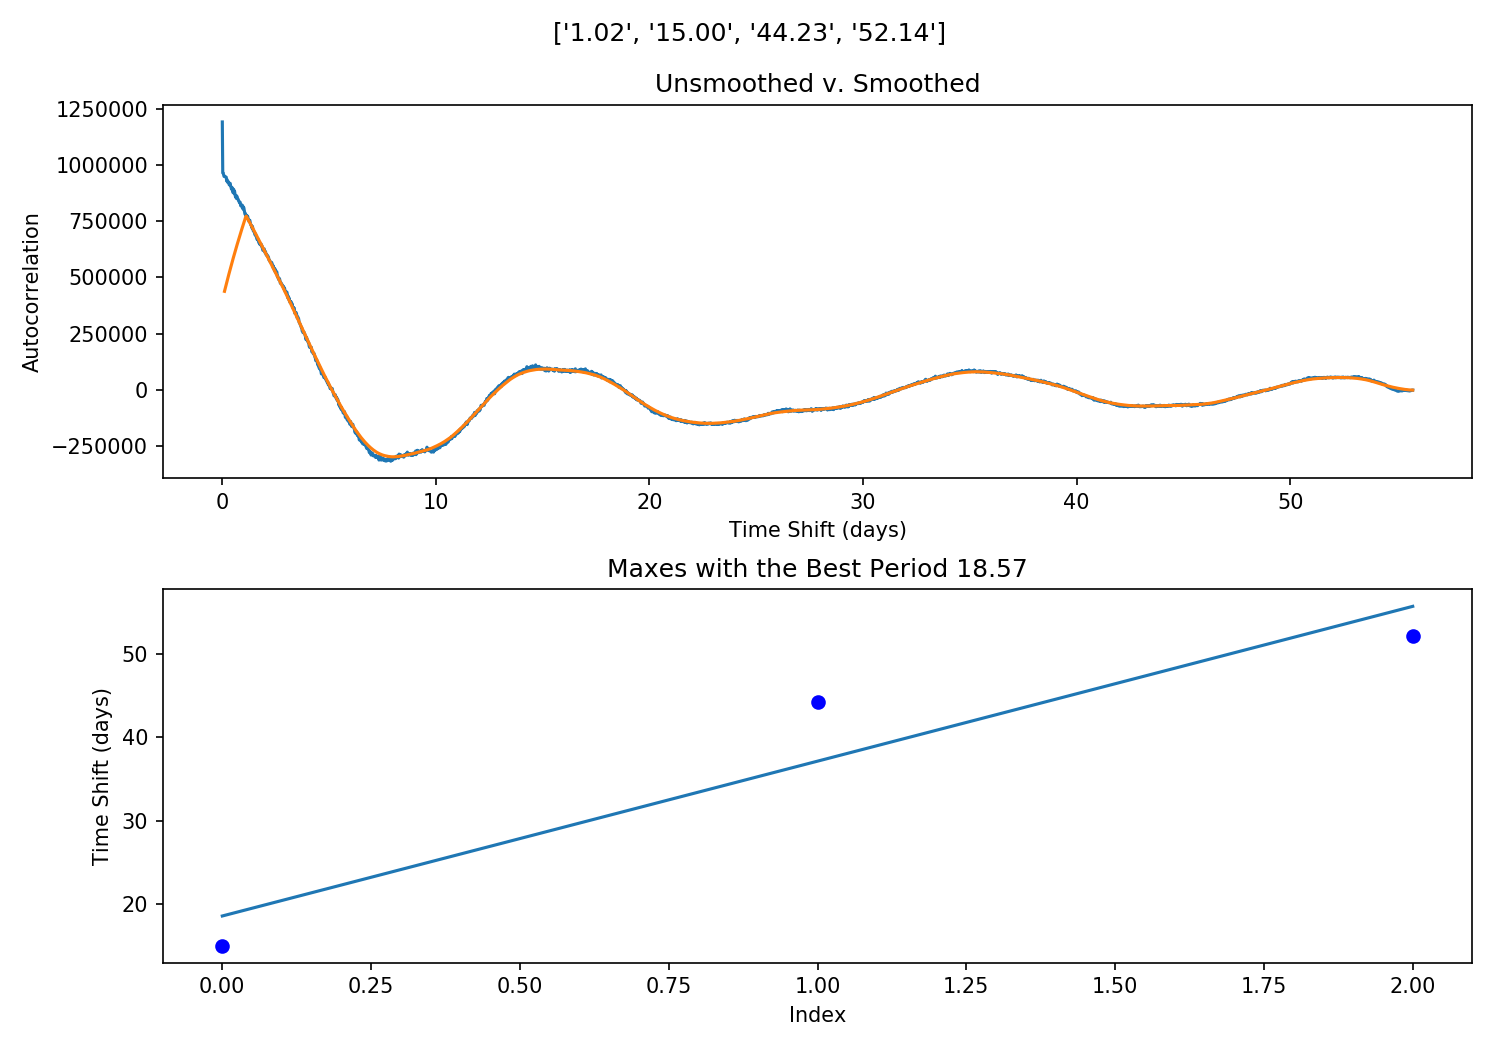 ['1.02', '15.00', '44.23', '52.14']
Unsmoothed v. Smoothed
1250000
1000000
750000
500000
250000
0
−250000
Autocorrelation
0 10 20 30 40 50
Time Shift (days)
Maxes with the Best Period 18.57
50
40
30
20
Time Shift (days)
0.00 0.25 0.50 0.75 1.00 1.25 1.50 1.75 2.00
Index